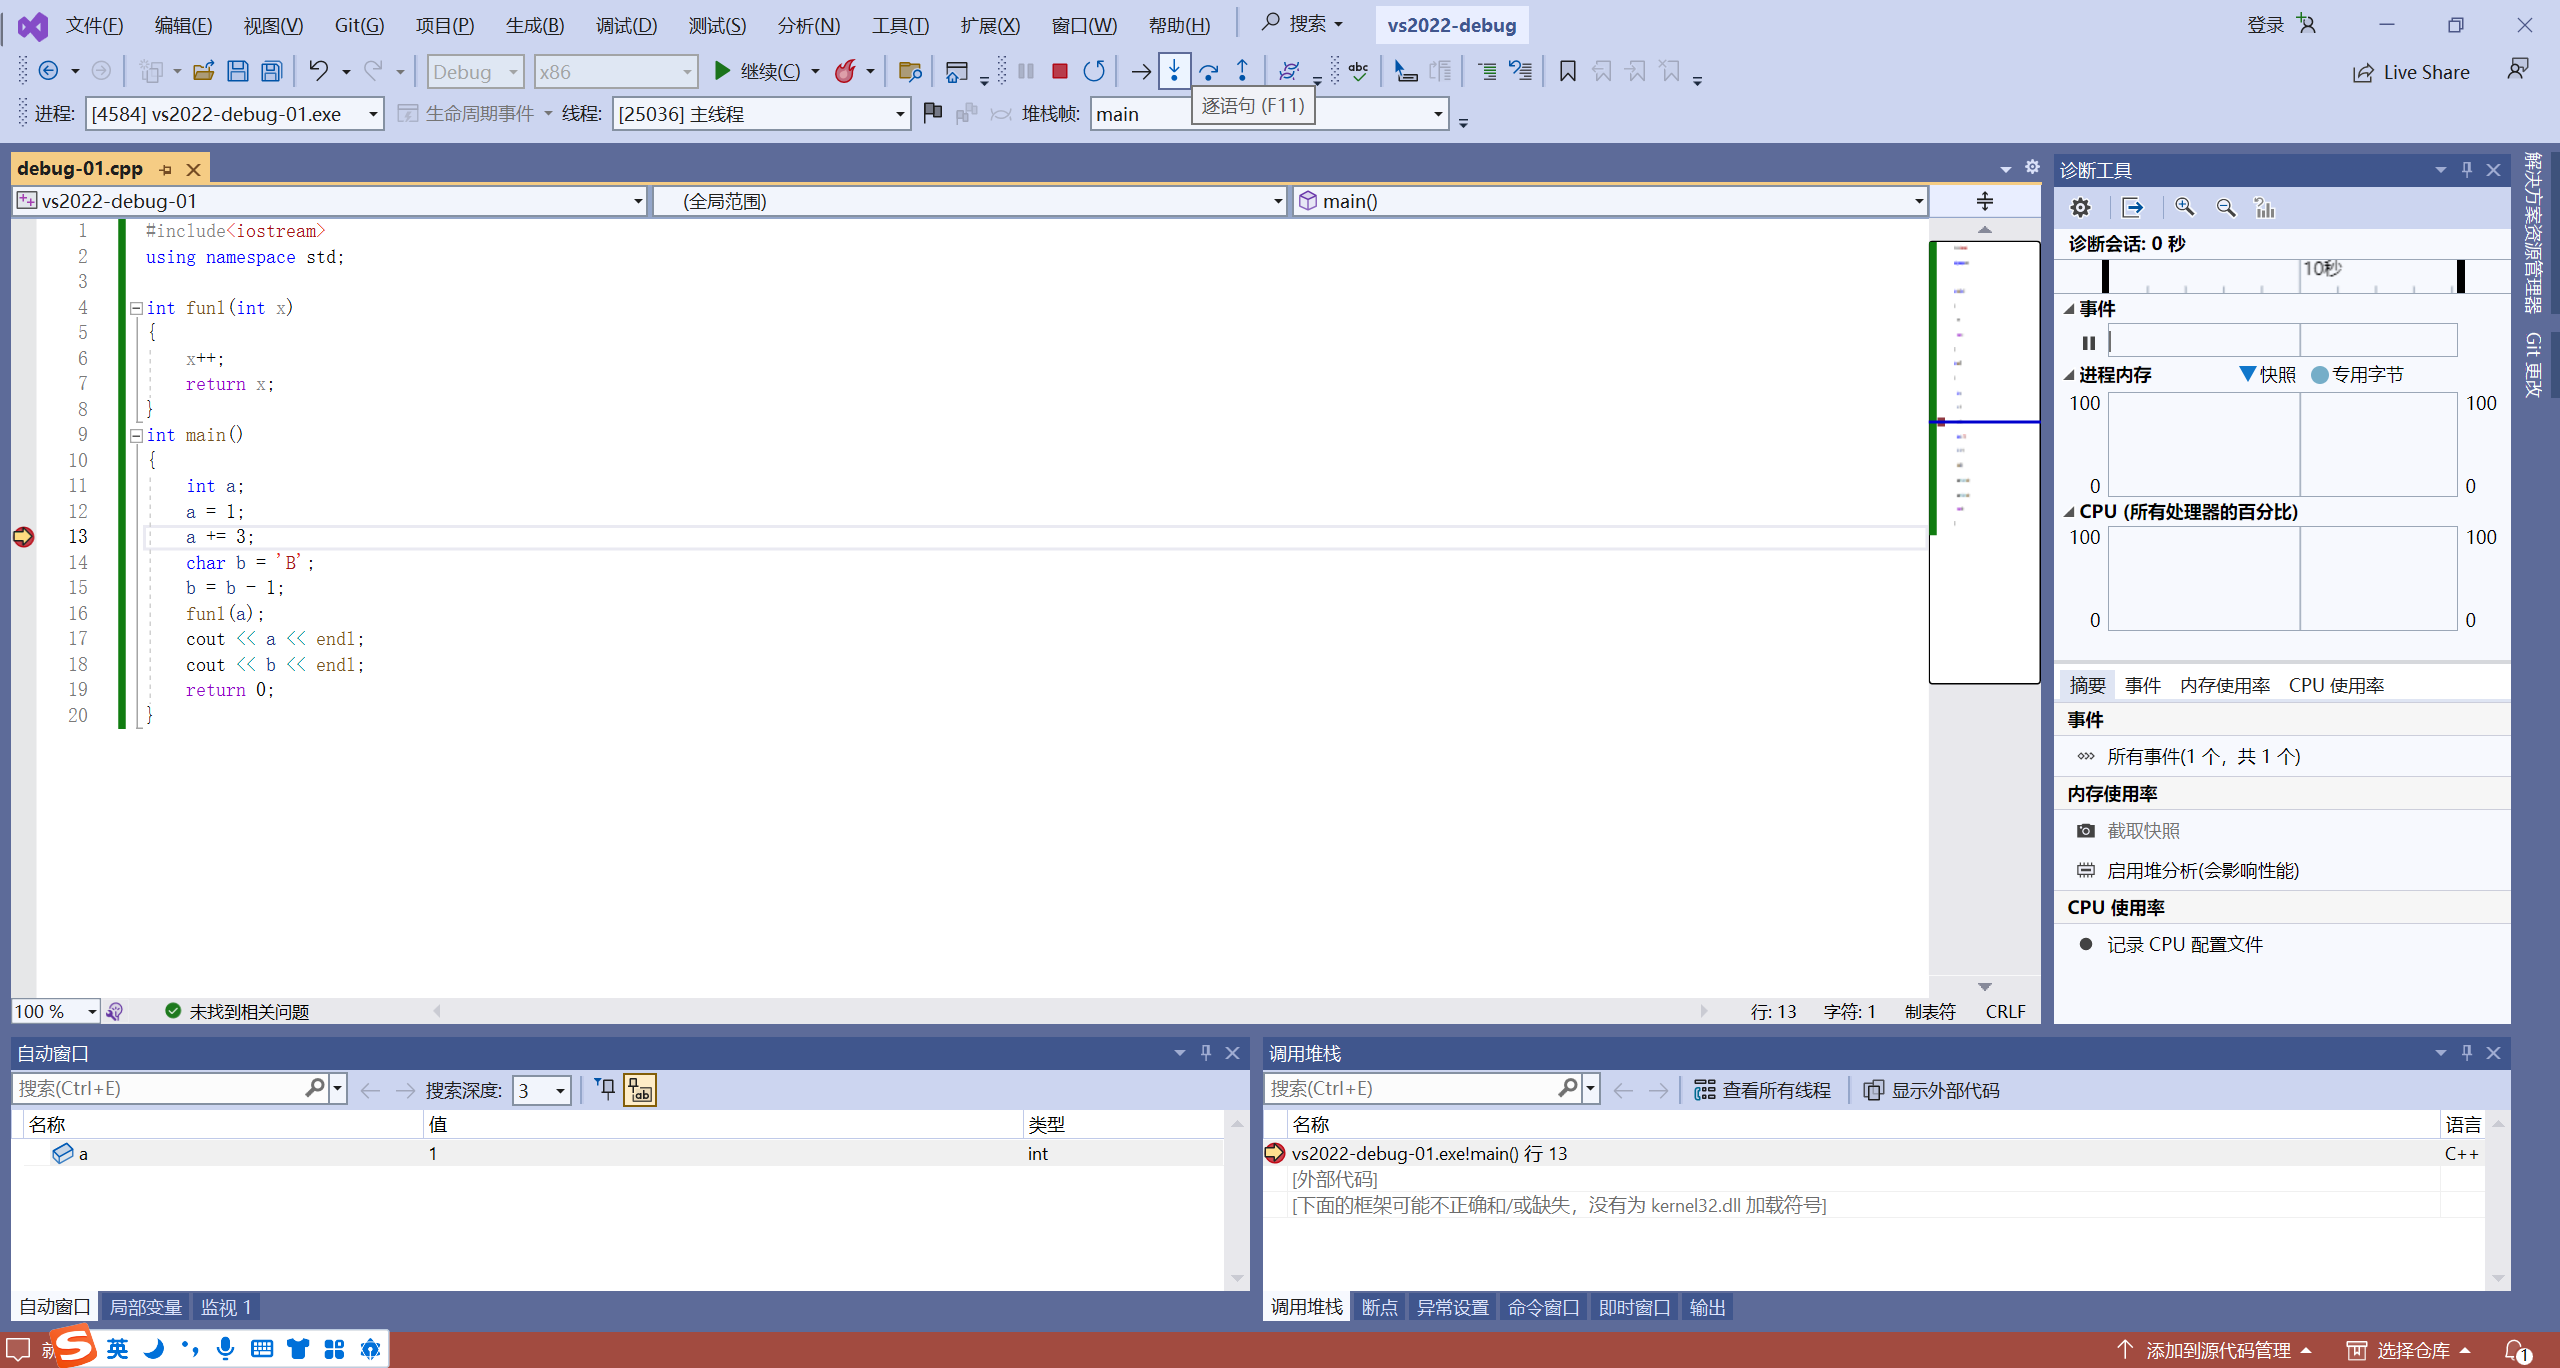 文件(F) 编辑(E) 视图(V) Git(G) 项目(P) 生成(B) 调试(D) 测试(S) 分析(N) 工具(T) 扩展(X) 窗口(W) 帮助(H) 搜索 vs2022-debug 登录
Debug x86 继续(C) abc Live Share
进程: [4584] vs2022-debug-01.exe 生命周期事件 线程: [25036] 主线程 堆栈帧: main
逐语句 (F11)
debug-01.cpp
vs2022-debug-01 (全局范围) main()
1 #include<iostream>
2 using namespace std;
3
4 int fun1(int x)
5 {
6 x++;
7 return x;
8 }
9 int main()
10 {
11 int a;
12 a = 1;
13 a += 3;
14 char b = 'B';
15 b = b - 1;
16 fun1(a);
17 cout << a << endl;
18 cout << b << endl;
19 return 0;
20 }
100 % 未找到相关问题 行: 13 字符: 1 制表符 CRLF
诊断工具
诊断会话: 0 秒
10秒
事件
进程内存 快照 专用字节
100 100
0 0
CPU (所有处理器的百分比)
100 100
0 0
摘要 事件 内存使用率 CPU 使用率
事件
所有事件(1 个，共 1 个)
内存使用率
截取快照
启用堆分析(会影响性能)
CPU 使用率
记录 CPU 配置文件
解决方案资源管理器
Git 更改
自动窗口
搜索(Ctrl+E) 搜索深度: 3
名称 值 类型
a 1 int
自动窗口 局部变量 监视 1
调用堆栈
搜索(Ctrl+E) 查看所有线程 显示外部代码
名称 语言
vs2022-debug-01.exe!main() 行 13 C++
[外部代码]
[下面的框架可能不正确和/或缺失，没有为 kernel32.dll 加载符号]
调用堆栈 断点 异常设置 命令窗口 即时窗口 输出
英 添加到源代码管理 选择仓库 1